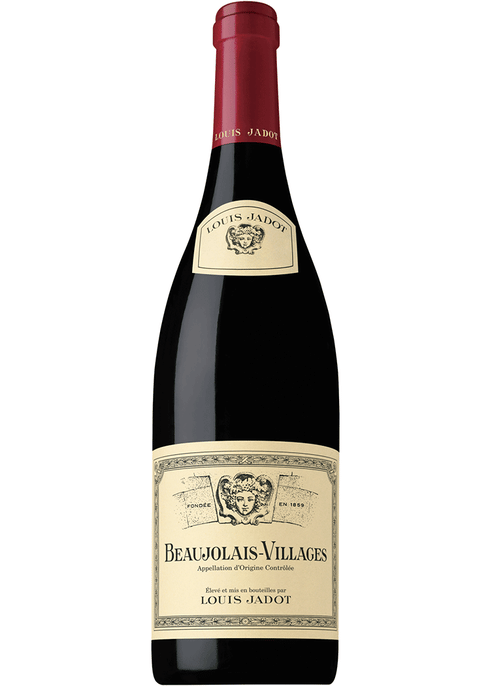 LOUIS JADOT
LOUIS JADOT
FONDÉE EN 1859
BEAUJOLAIS-VILLAGES
Appellation d'Origine Contrôlée
Élevé et mis en bouteilles par
LOUIS JADOT